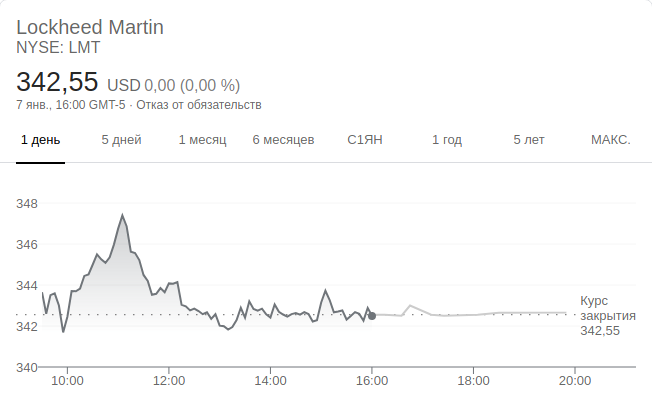 Lockheed Martin
NYSE: LMT
342,55 USD 0,00 (0,00 %)
7 янв., 16:00 GMT-5 · Отказ от обязательств
1 день 5 дней 1 месяц 6 месяцев С1ЯН 1 год 5 лет МАКС.
348
346
344
Курс
закрытия
342
342,55
340
10:00 12:00 14:00 16:00 18:00 20:00